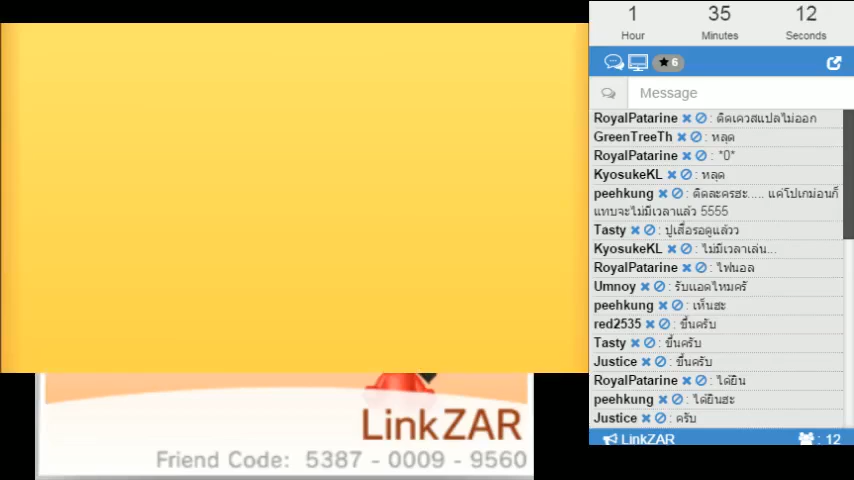 1
35
12
Hour
Minutes
Seconds
6
Message
RoyalPatarine : ติดเควสแปลไม่ออก
GreenTreeTh : หลุด
RoyalPatarine : *0*
KyosukeKL : หลุด
peehkung : ติดละครฮะ..... แค่โปเกม่อนก็
แทบจะไม่มีเวลาแล้ว 5555
Tasty : ปูเสื่อรอดูแล้วว
KyosukeKL : ไม่มีเวลาเล่น...
RoyalPatarine : ไฟนอล
Umnoy : รับแอดไหมครั
peehkung : เห็นฮะ
red2535 : ขึ้นครับ
Tasty : ขึ้นครับ
Justice : ขึ้นครับ
RoyalPatarine : ได้ยิน
peehkung : ได้ยินฮะ
Justice : ครับ
LinkZAR : 12
LinkZAR
Friend Code: 5387 - 0009 - 9560